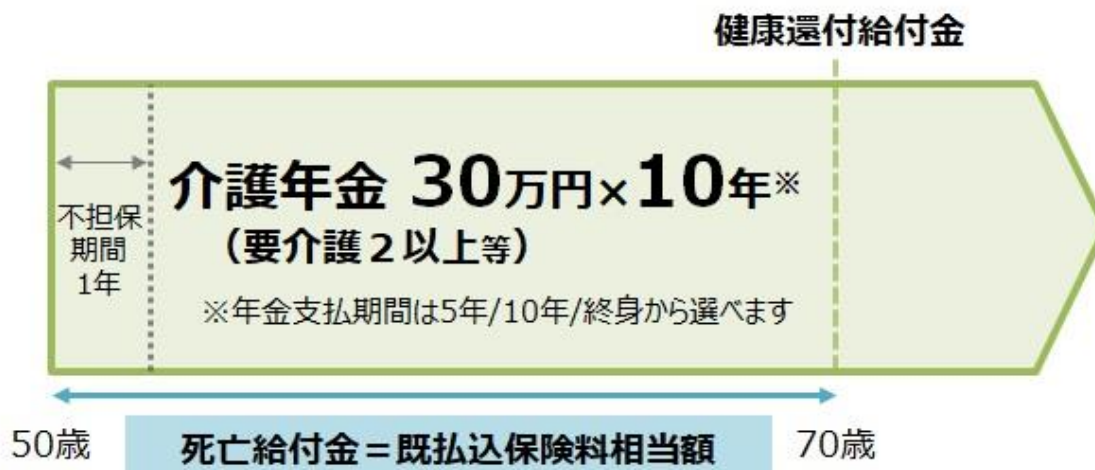 健康還付給付金
介護年金 30万円×10年※
（要介護２以上等）
※年金支払期間は5年/10年/終身から選べます
不担保
期間
1年
50歳
死亡給付金＝既払込保険料相当額
70歳